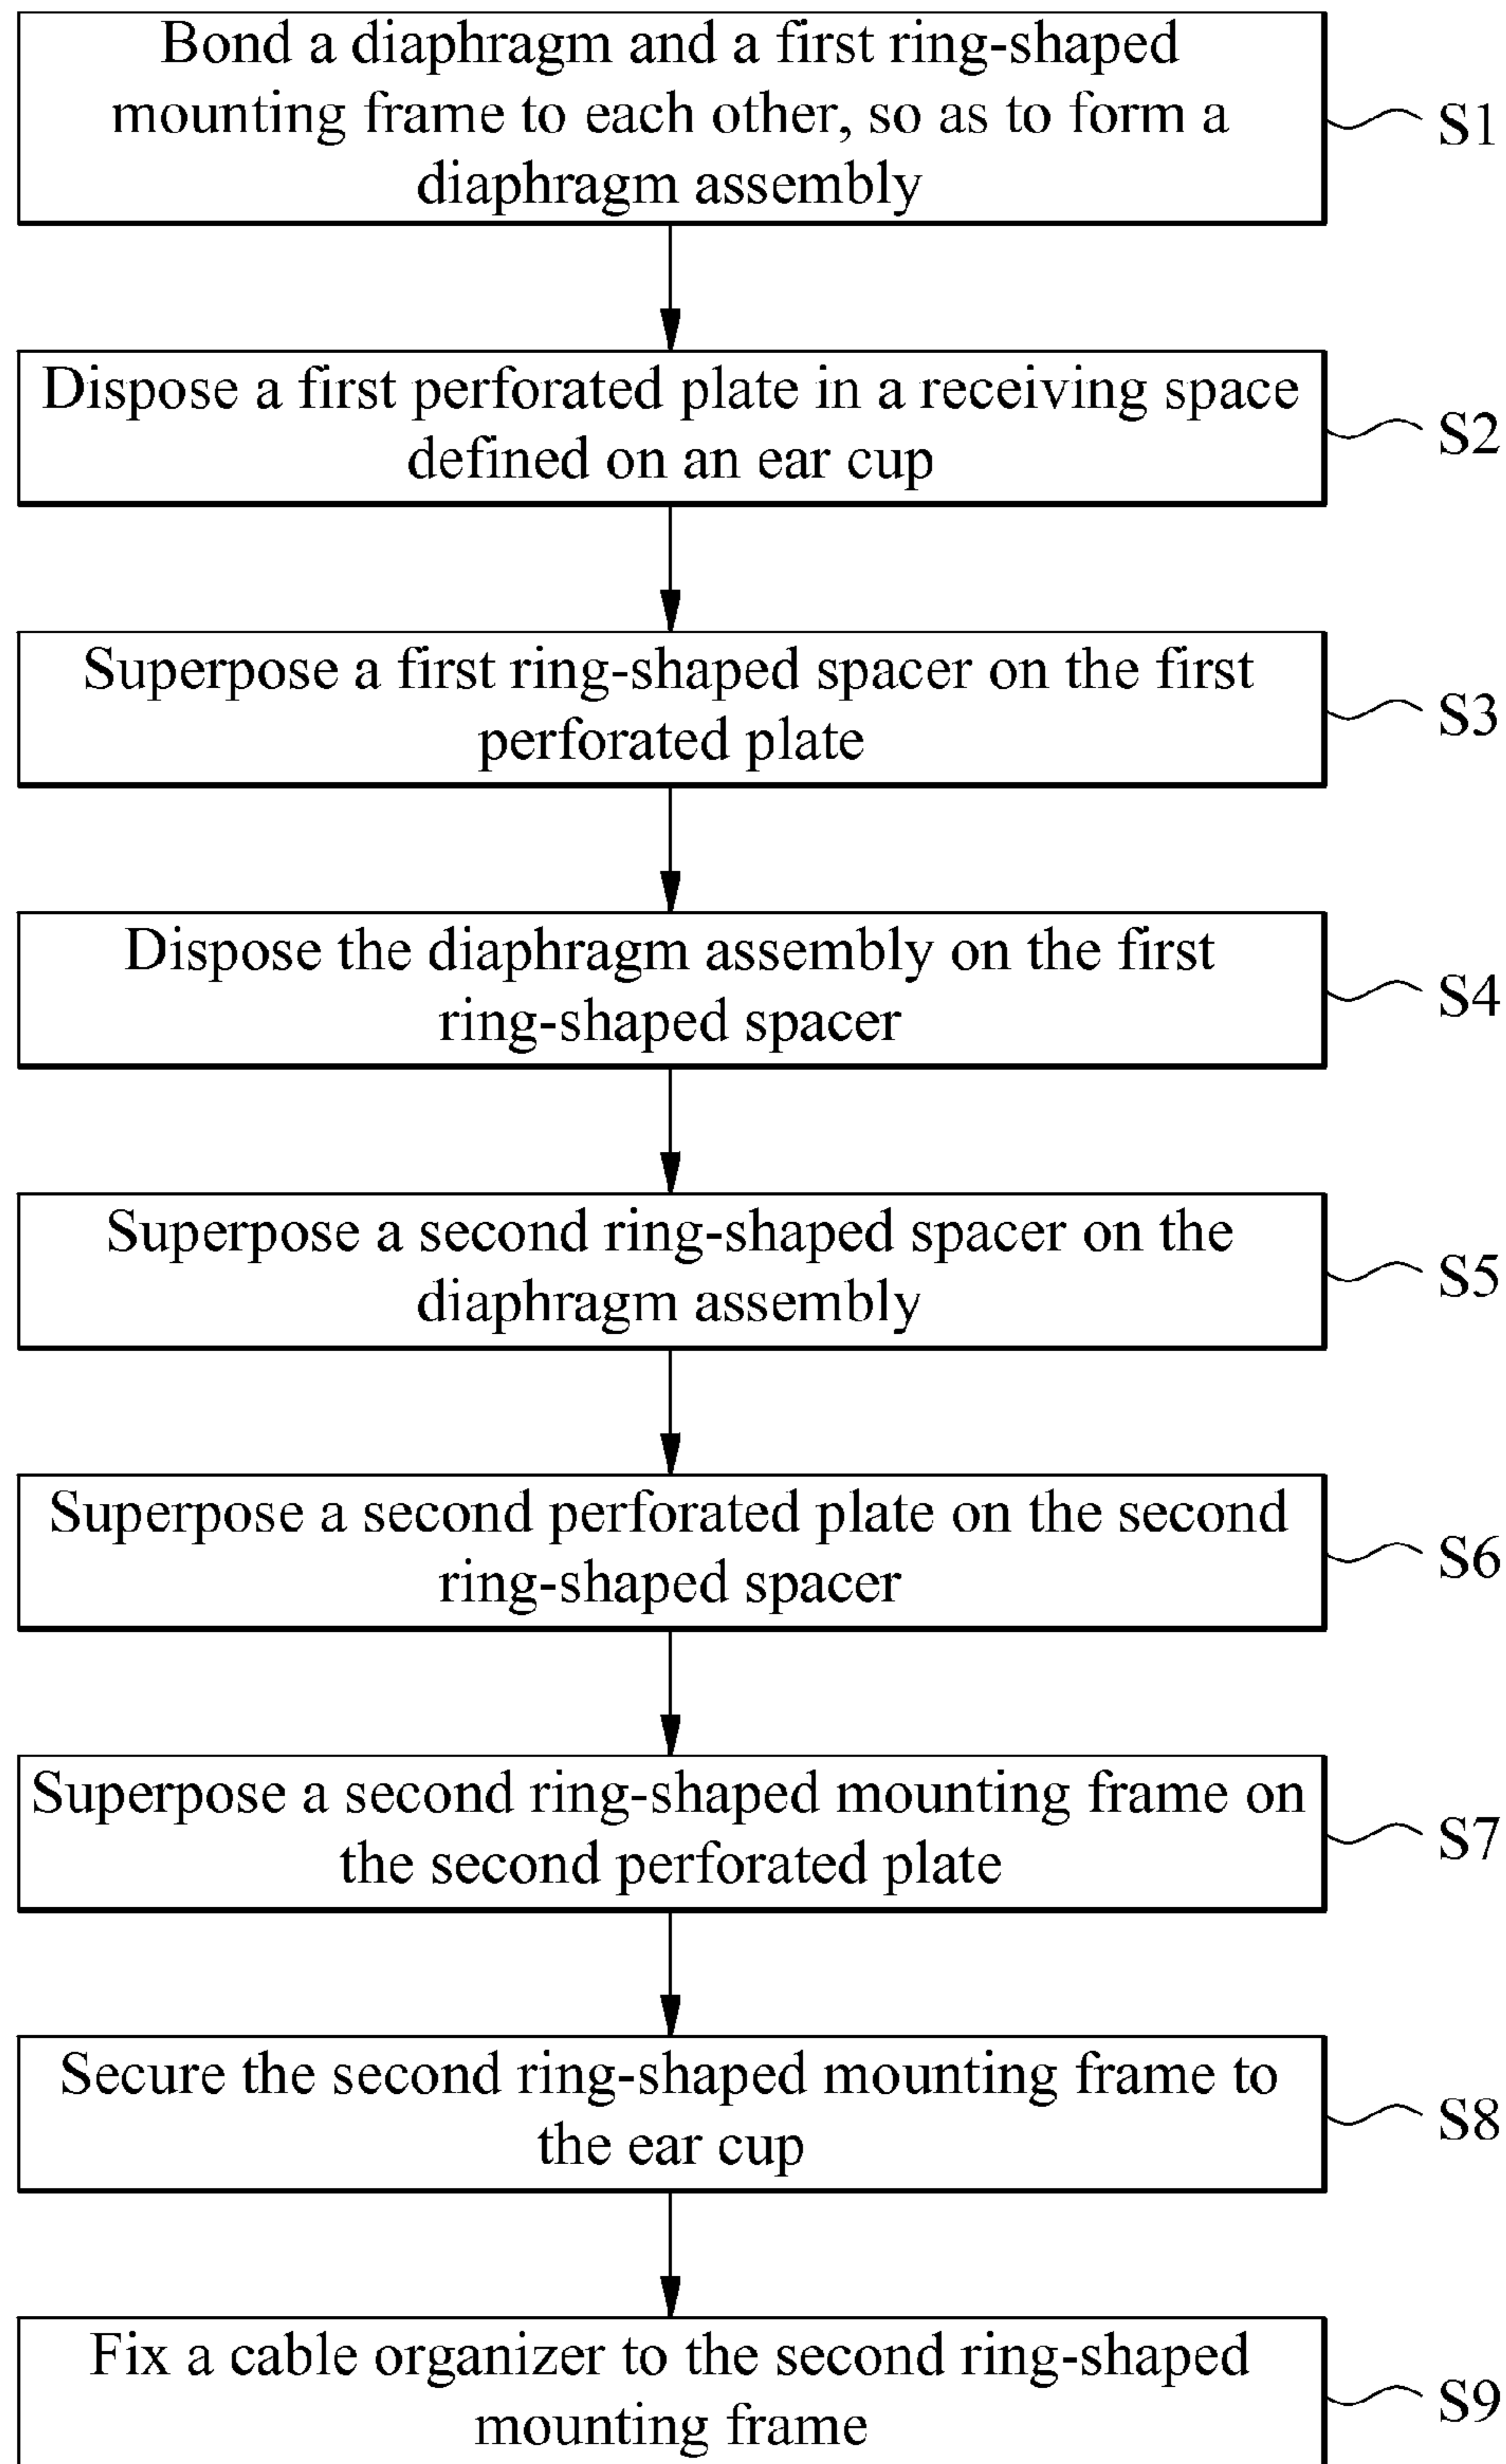 Bond a diaphragm and a first ring-shaped
mounting frame to each other, so as to form a
diaphragm assembly
S1
Dispose a first perforated plate in a receiving space
defined on an ear cup
S2
Superpose a first ring-shaped spacer on the first
perforated plate
S3
Dispose the diaphragm assembly on the first
ring-shaped spacer
S4
Superpose a second ring-shaped spacer on the
diaphragm assembly
S5
Superpose a second perforated plate on the second
ring-shaped spacer
S6
Superpose a second ring-shaped mounting frame on
the second perforated plate
S7
Secure the second ring-shaped mounting frame to
the ear cup
S8
Fix a cable organizer to the second ring-shaped
mounting frame
S9